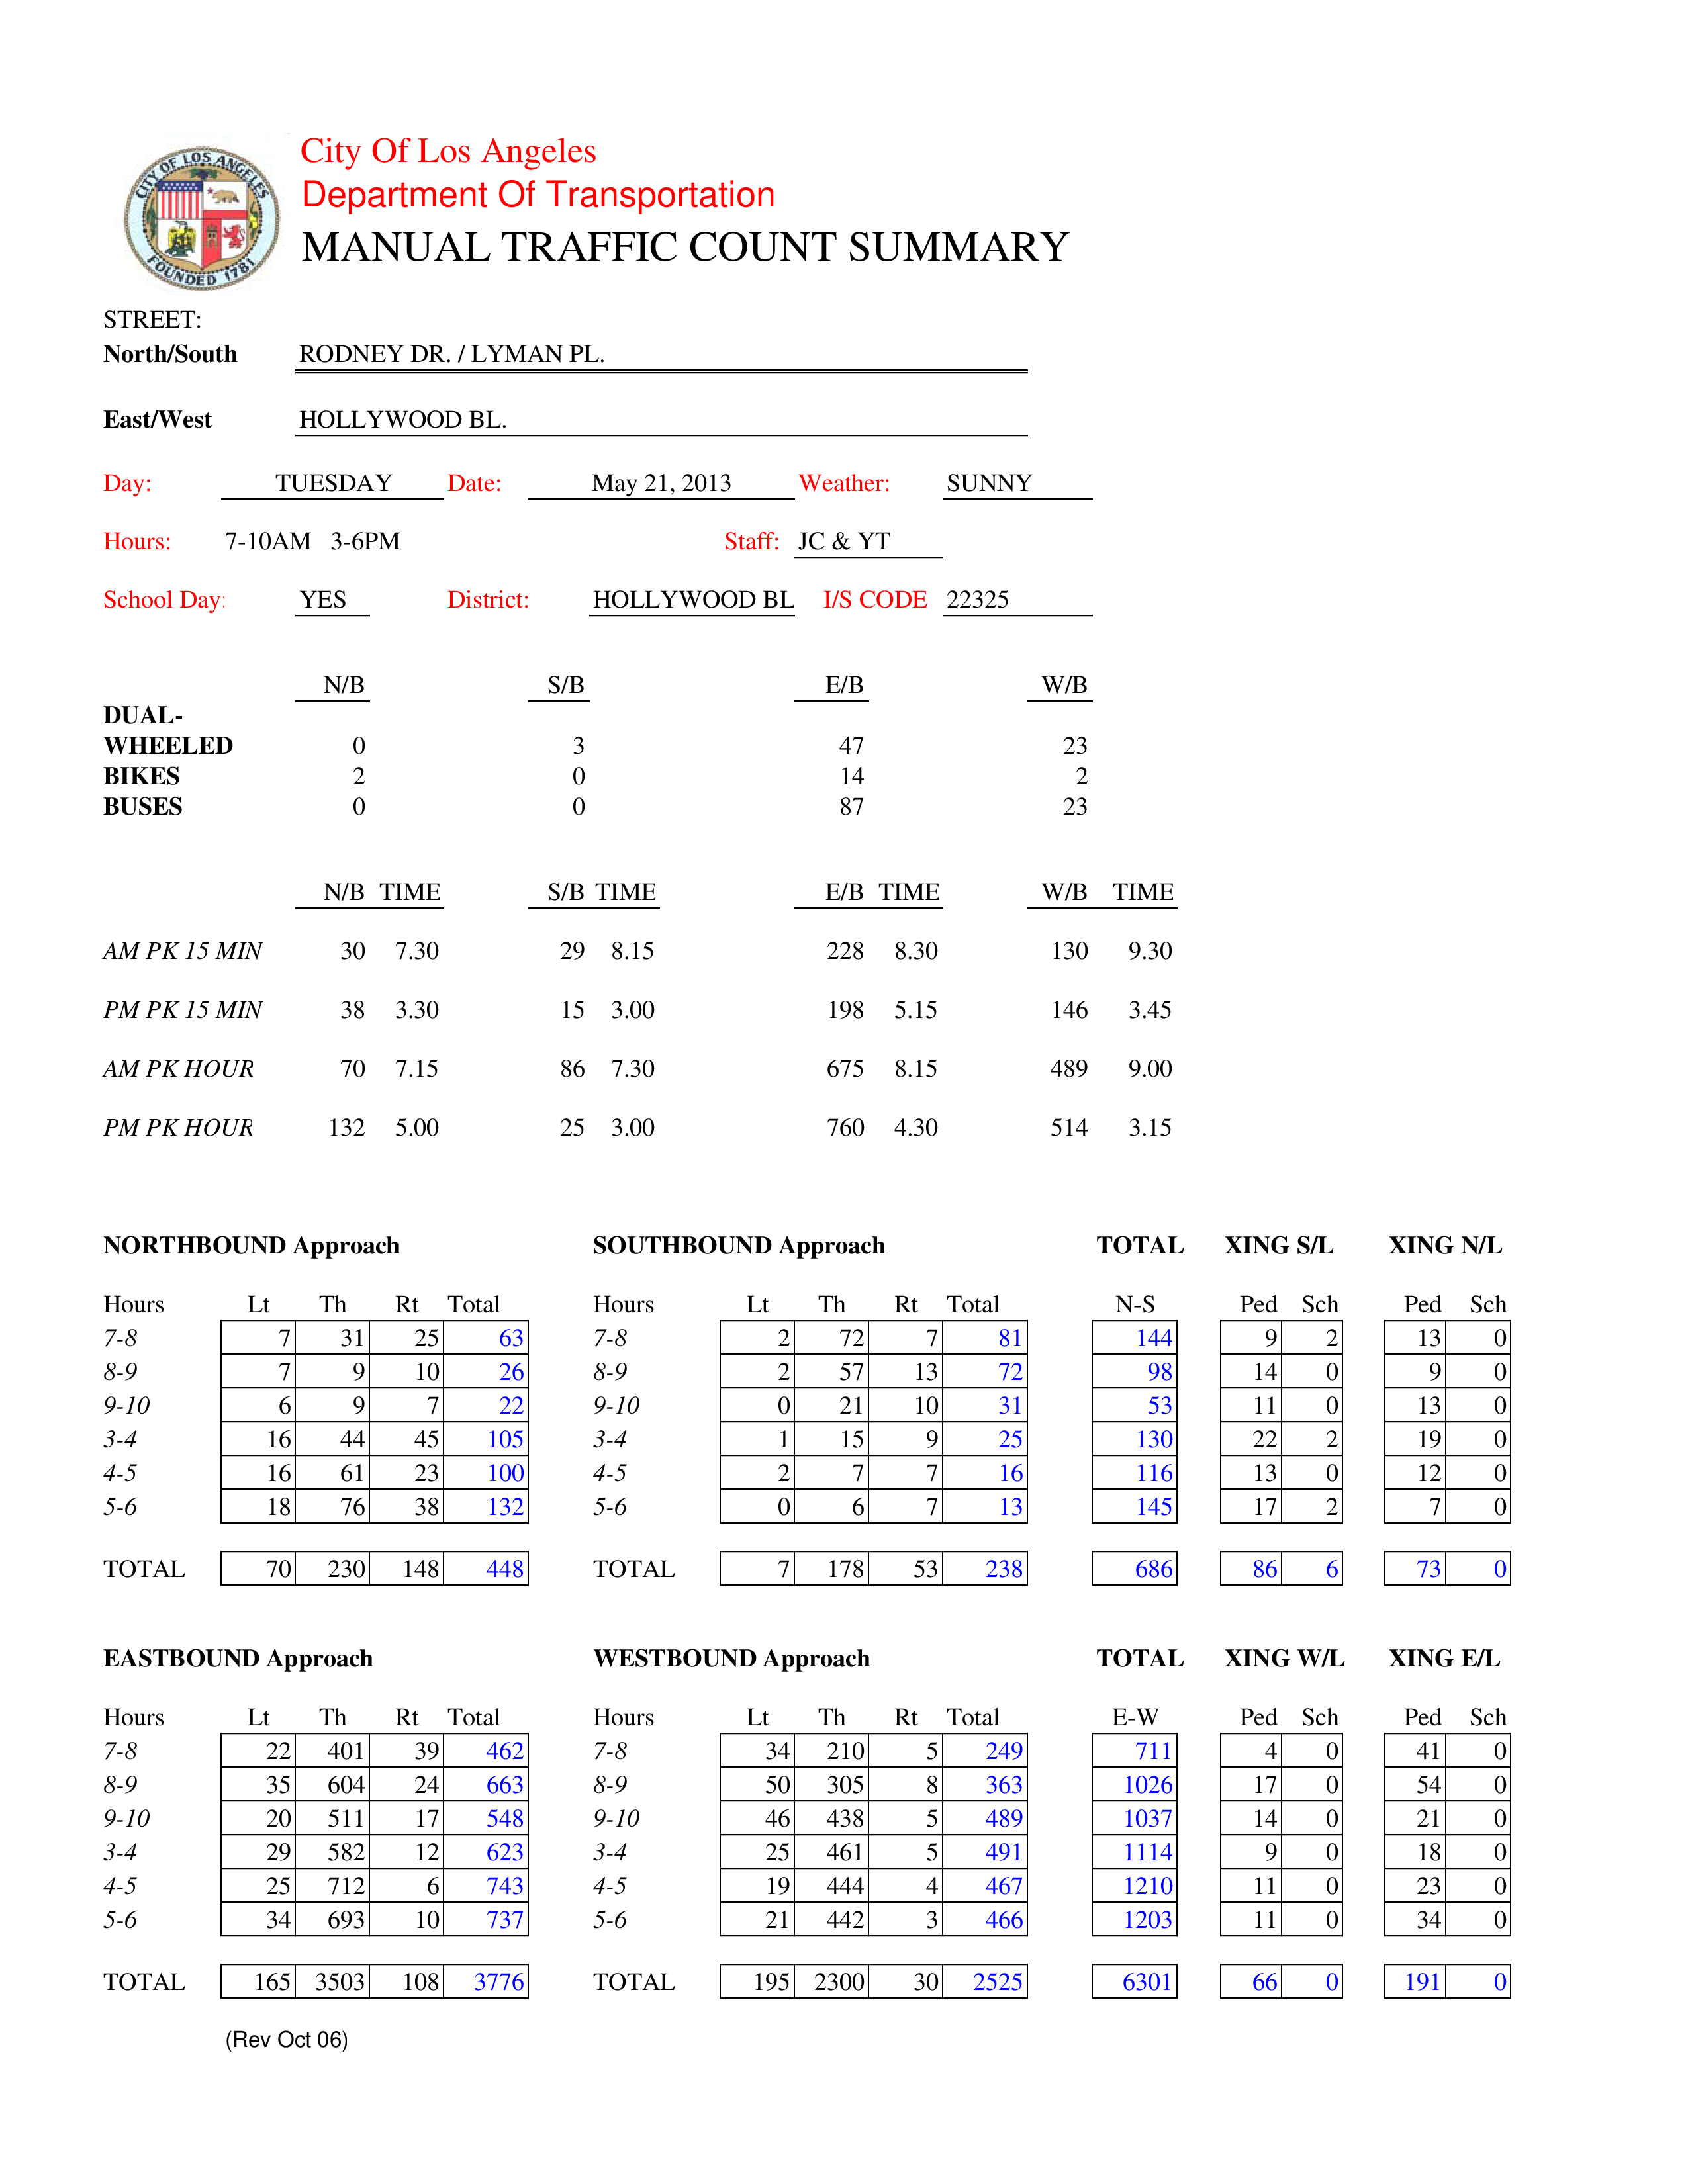 CITY OF LOS ANGELES
FOUNDED 1781
City Of Los Angeles
Department Of Transportation
MANUAL TRAFFIC COUNT SUMMARY
STREET:
North/South RODNEY DR. / LYMAN PL.
East/West HOLLYWOOD BL.
Day: TUESDAY Date: May 21, 2013 Weather: SUNNY
Hours: 7-10AM 3-6PM Staff: JC & YT
School Day: YES District: HOLLYWOOD BL I/S CODE 22325
N/B S/B E/B W/B
DUAL-
WHEELED 0 3 47 23
BIKES 2 0 14 2
BUSES 0 0 87 23
N/B TIME S/B TIME E/B TIME W/B TIME
AM PK 15 MIN 30 7.30 29 8.15 228 8.30 130 9.30
PM PK 15 MIN 38 3.30 15 3.00 198 5.15 146 3.45
AM PK HOUR 70 7.15 86 7.30 675 8.15 489 9.00
PM PK HOUR 132 5.00 25 3.00 760 4.30 514 3.15
NORTHBOUND Approach SOUTHBOUND Approach TOTAL XING S/L XING N/L
Hours Lt Th Rt Total Hours Lt Th Rt Total N-S Ped Sch Ped Sch
7-8 7 31 25 63 7-8 2 72 7 81 144 9 2 13 0
8-9 7 9 10 26 8-9 2 57 13 72 98 14 0 9 0
9-10 6 9 7 22 9-10 0 21 10 31 53 11 0 13 0
3-4 16 44 45 105 3-4 1 15 9 25 130 22 2 19 0
4-5 16 61 23 100 4-5 2 7 7 16 116 13 0 12 0
5-6 18 76 38 132 5-6 0 6 7 13 145 17 2 7 0
TOTAL 70 230 148 448 TOTAL 7 178 53 238 686 86 6 73 0
EASTBOUND Approach WESTBOUND Approach TOTAL XING W/L XING E/L
Hours Lt Th Rt Total Hours Lt Th Rt Total E-W Ped Sch Ped Sch
7-8 22 401 39 462 7-8 34 210 5 249 711 4 0 41 0
8-9 35 604 24 663 8-9 50 305 8 363 1026 17 0 54 0
9-10 20 511 17 548 9-10 46 438 5 489 1037 14 0 21 0
3-4 29 582 12 623 3-4 25 461 5 491 1114 9 0 18 0
4-5 25 712 6 743 4-5 19 444 4 467 1210 11 0 23 0
5-6 34 693 10 737 5-6 21 442 3 466 1203 11 0 34 0
TOTAL 165 3503 108 3776 TOTAL 195 2300 30 2525 6301 66 0 191 0
(Rev Oct 06)